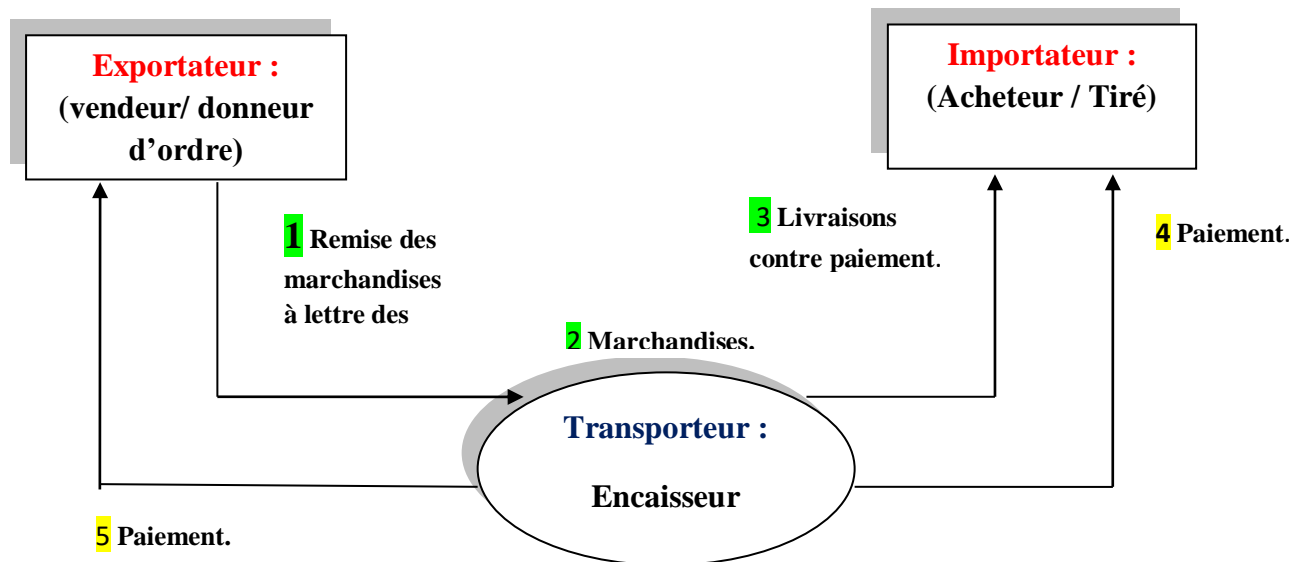 Exportateur :
(vendeur/ donneur
d’ordre)
Importateur :
(Acheteur / Tiré)
1 Remise des
marchandises
à lettre des
3 Livraisons
contre paiement.
4 Paiement.
2 Marchandises.
Transporteur :
Encaisseur
5 Paiement.